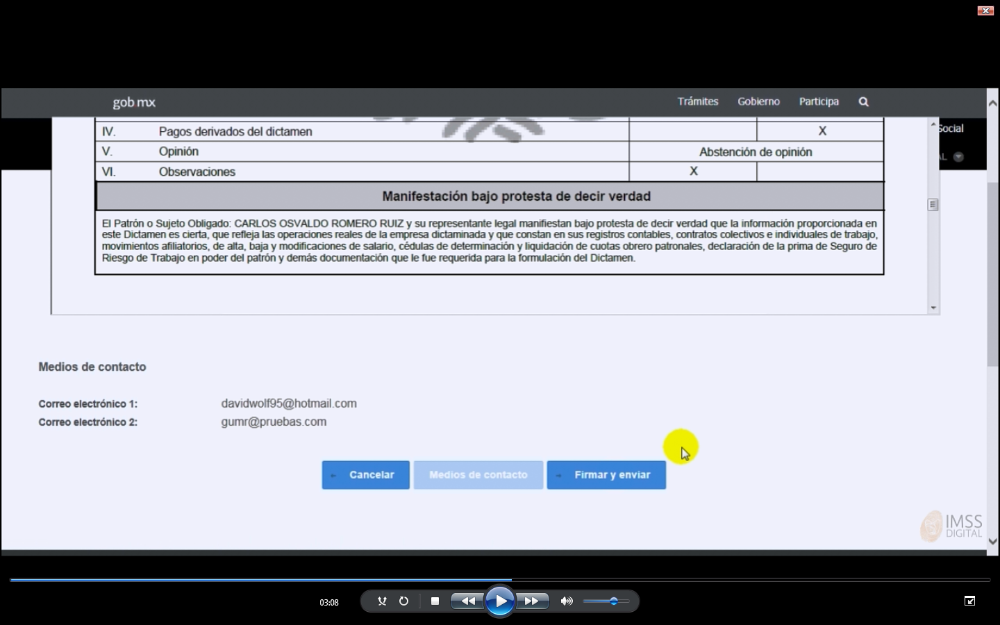 gob mx
Trámites Gobierno Participa
Social
IV. Pagos derivados del dictamen X
V. Opinión Abstención de opinión
VI. Observaciones X
Manifestación bajo protesta de decir verdad
El Patrón o Sujeto Obligado: CARLOS OSVALDO ROMERO RUIZ y su representante legal manifiestan bajo protesta de decir verdad que la información proporcionada en
este Dictamen es cierta, que refleja las operaciones reales de la empresa dictaminada y que constan en sus registros contables, contratos colectivos e individuales de trabajo,
movimientos afiliatorios, de alta, baja y modificaciones de salario, cédulas de determinación y liquidación de cuotas obrero patronales, declaración de la prima de Seguro de
Riesgo de Trabajo en poder del patrón y demás documentación que le fue requerida para la formulación del Dictamen.
Medios de contacto
Correo electrónico 1: davidwolf95@hotmail.com
Correo electrónico 2: gumr@pruebas.com
Cancelar Medios de contacto Firmar y enviar
IMSS
DIGITAL
03:08